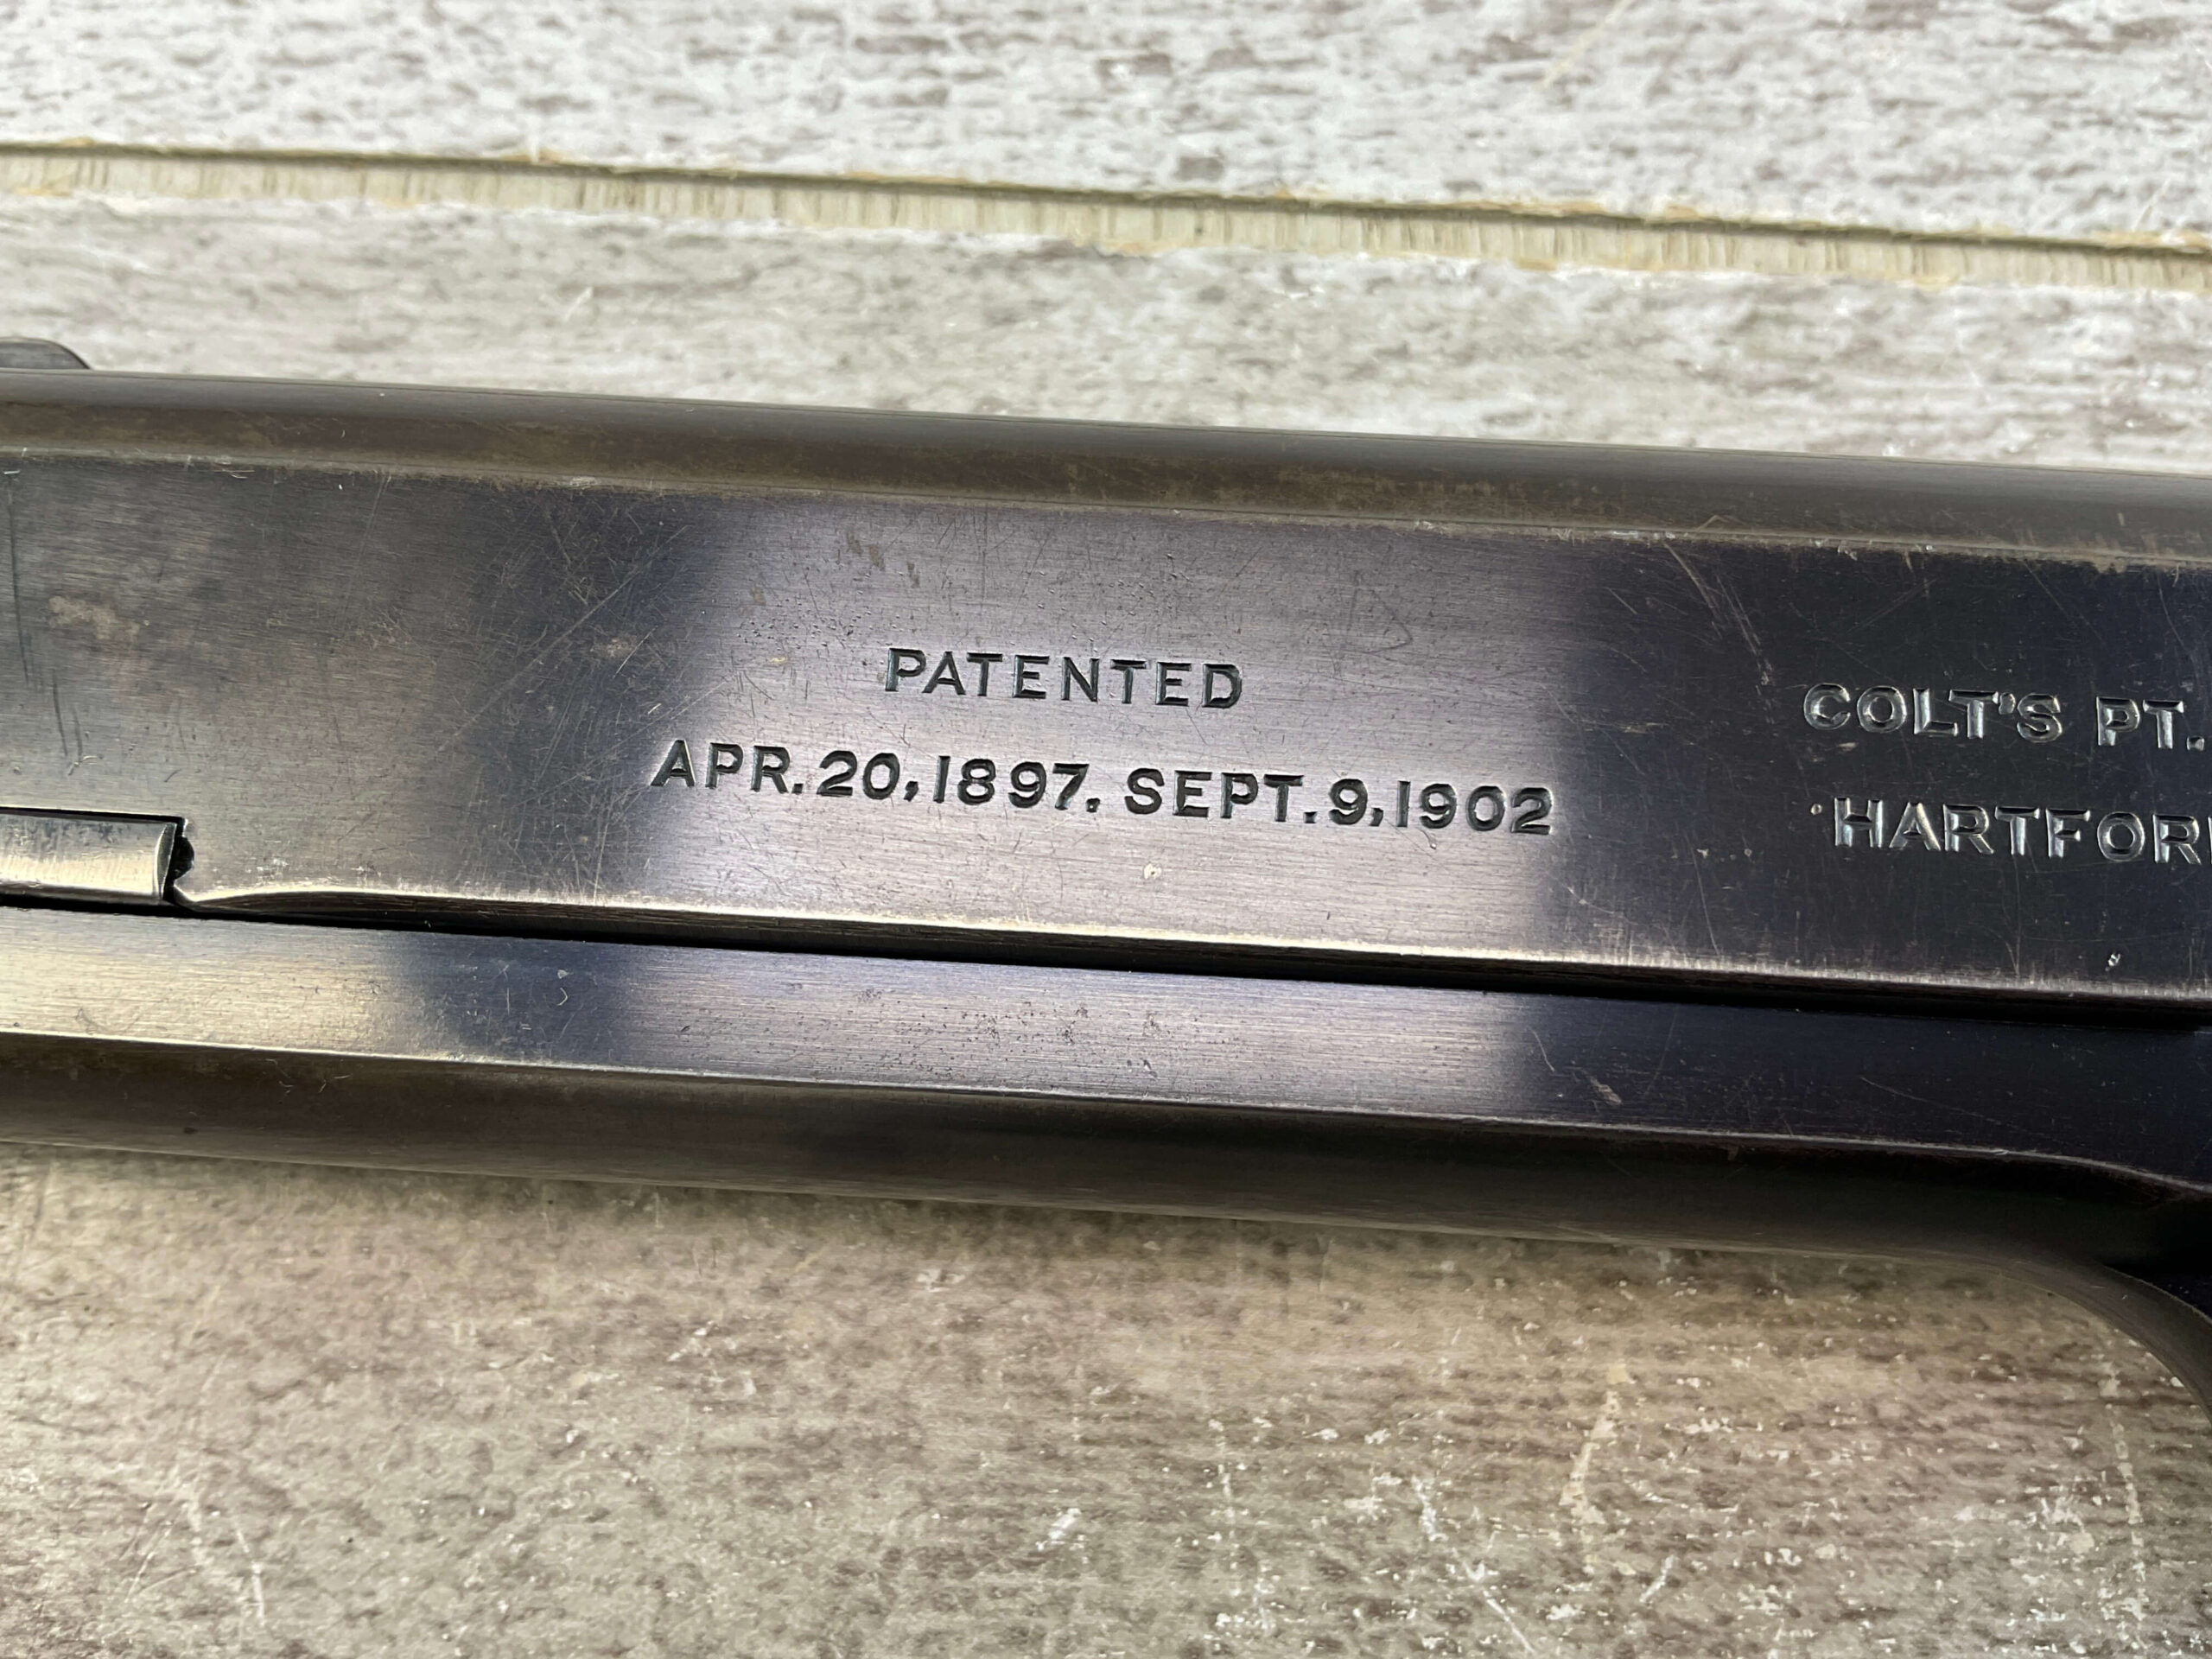 PATENTED
APR. 20, 1897. SEPT. 9, 1902
COLT'S PT.
HARTFOR